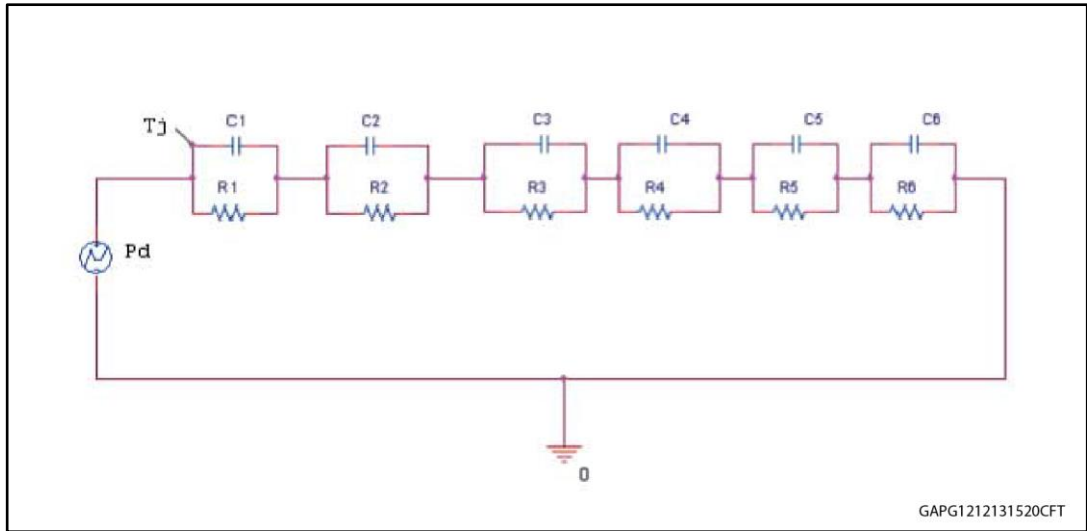 Tj
C1
C2
C3
C4
C5
C6
R1
R2
R3
R4
R5
R6
Pd
0
GAPG1212131520CFT